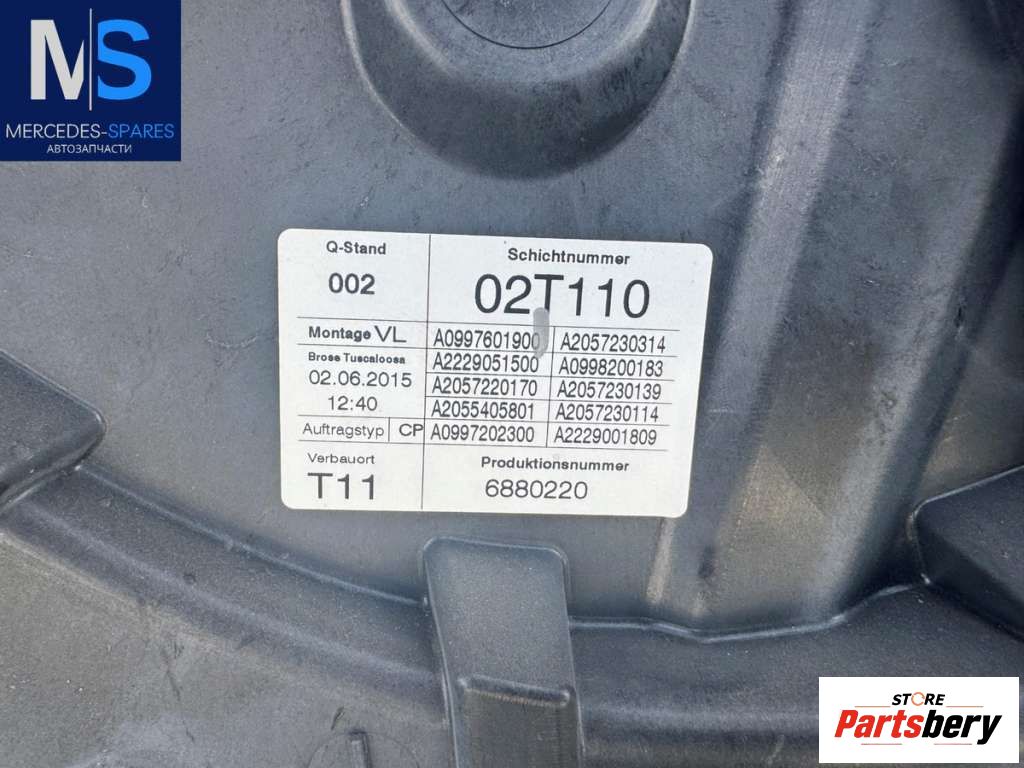 MS
MERCEDES-SPARES
АВТОЗАПЧАСТИ
Q-Stand
002
Schichtnummer
02T110
Montage VL
Brose Tuscaloosa
02.06.2015
12:40
Auftragstyp CP
A0997601900 A2057230314
A2229051500 A0998200183
A2057220170 A2057230139
A2055405801 A2057230114
A0997202300 A2229001809
Verbauort
T11
Produktionsnummer
6880220
STORE
Partsbery